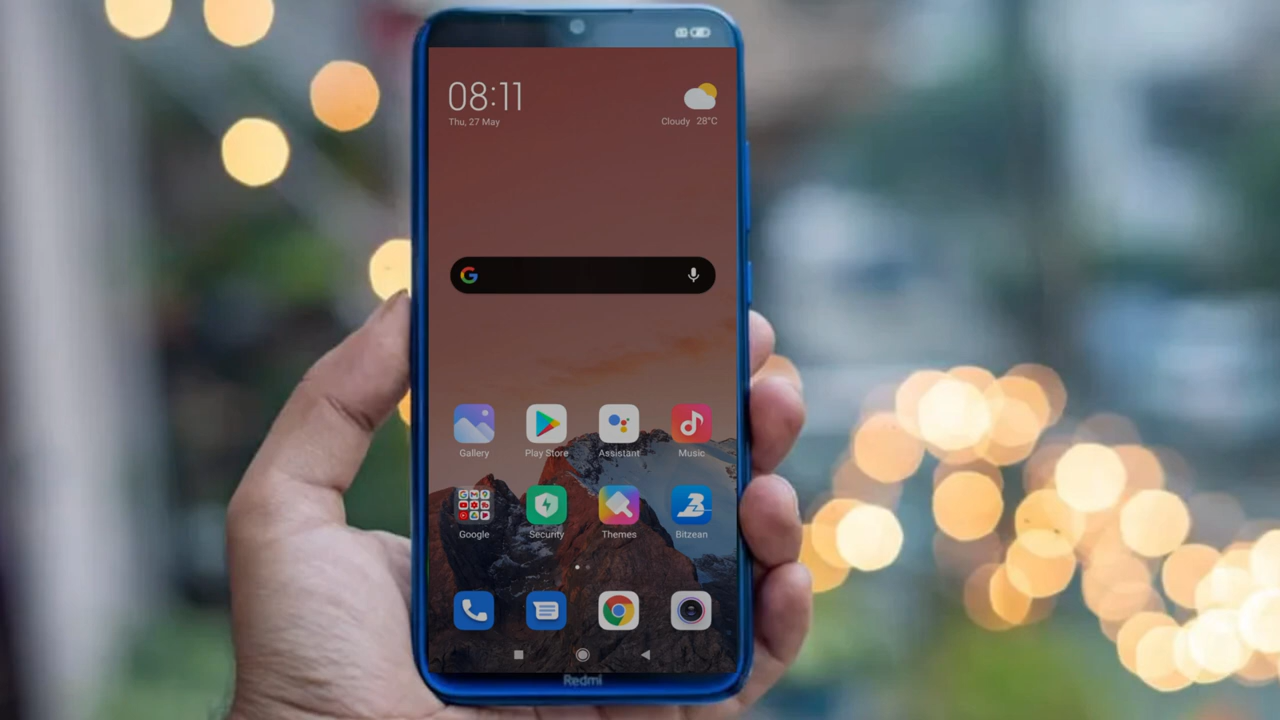 08:11
Thu, 27 May
Cloudy 28°C
Gallery
Play Store
Assistant
Music
Google
Security
Themes
Bitzean
Redmi